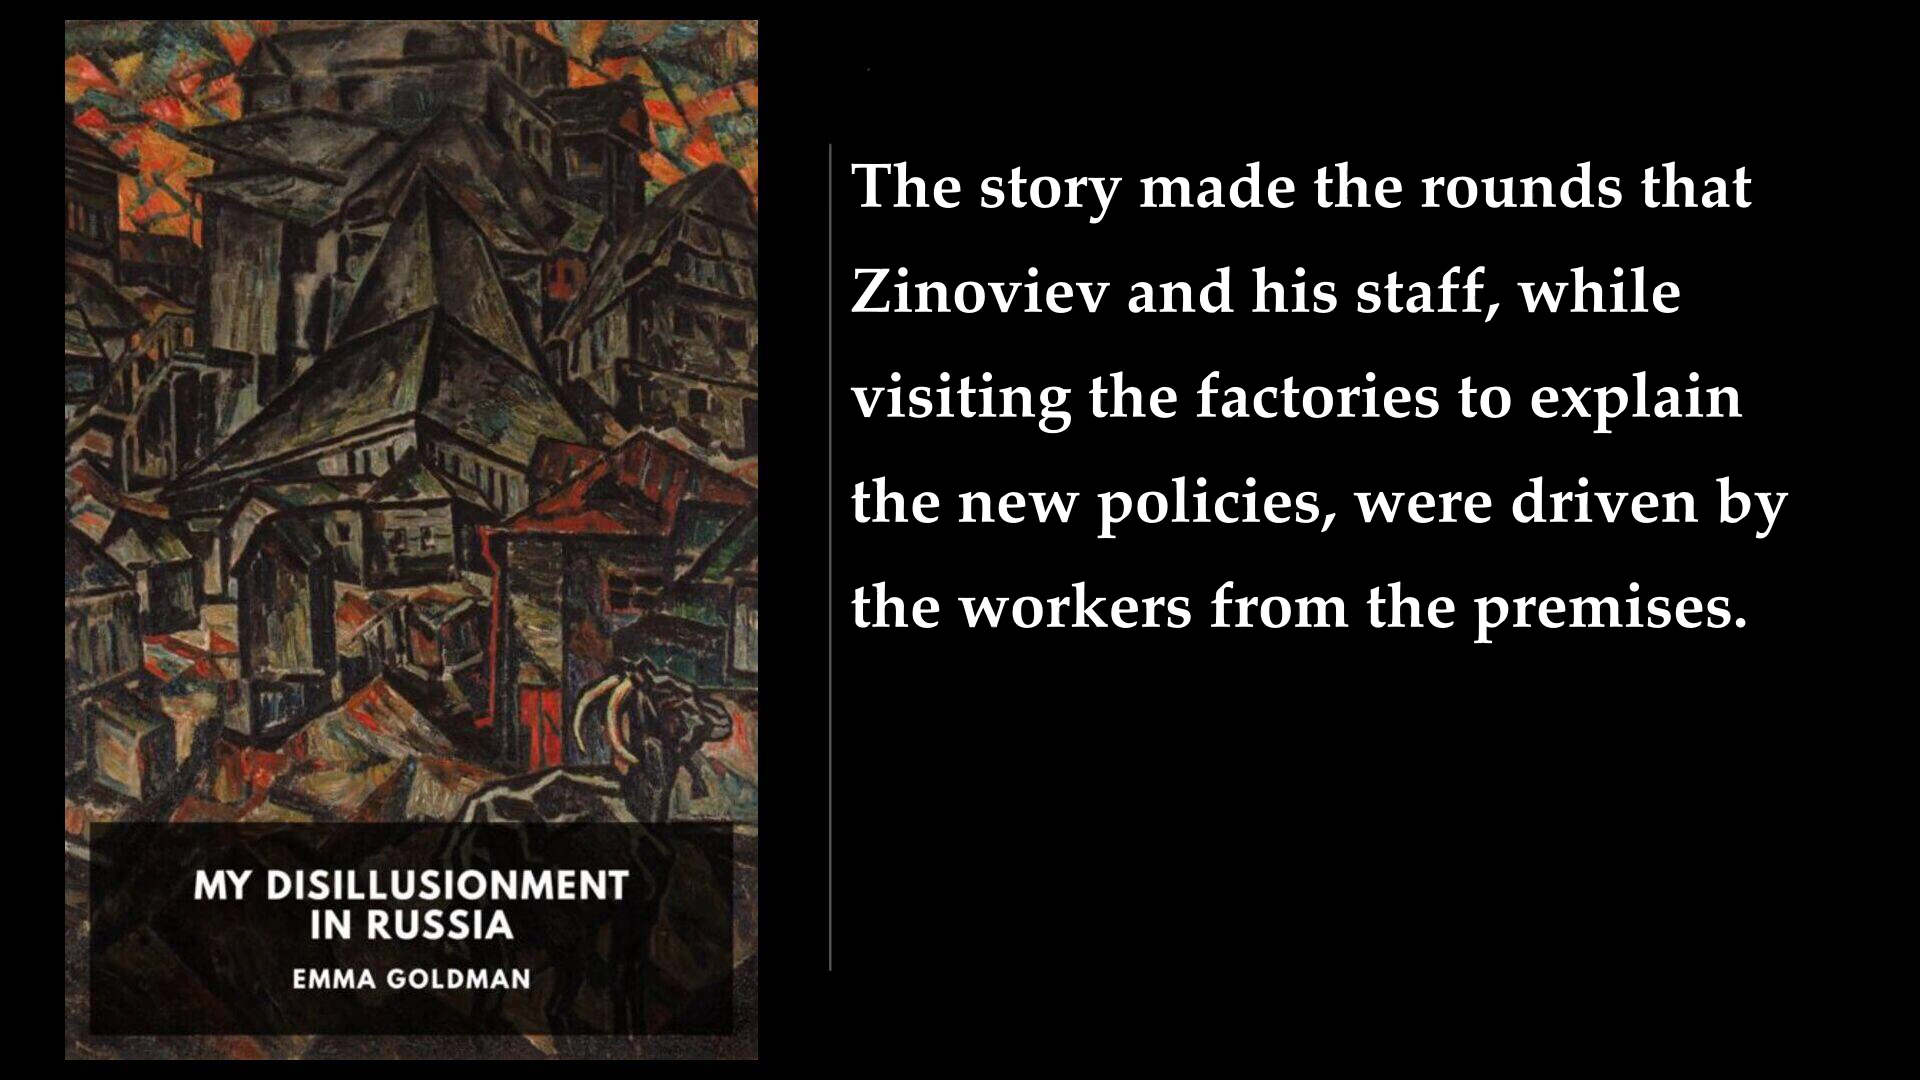 MY DISILLUSIONMENT
IN RUSSIA
EMMA GOLDMAN
The story made the rounds that
Zinoviev and his staff, while
visiting the factories to explain
the new policies, were driven by
the workers from the premises.